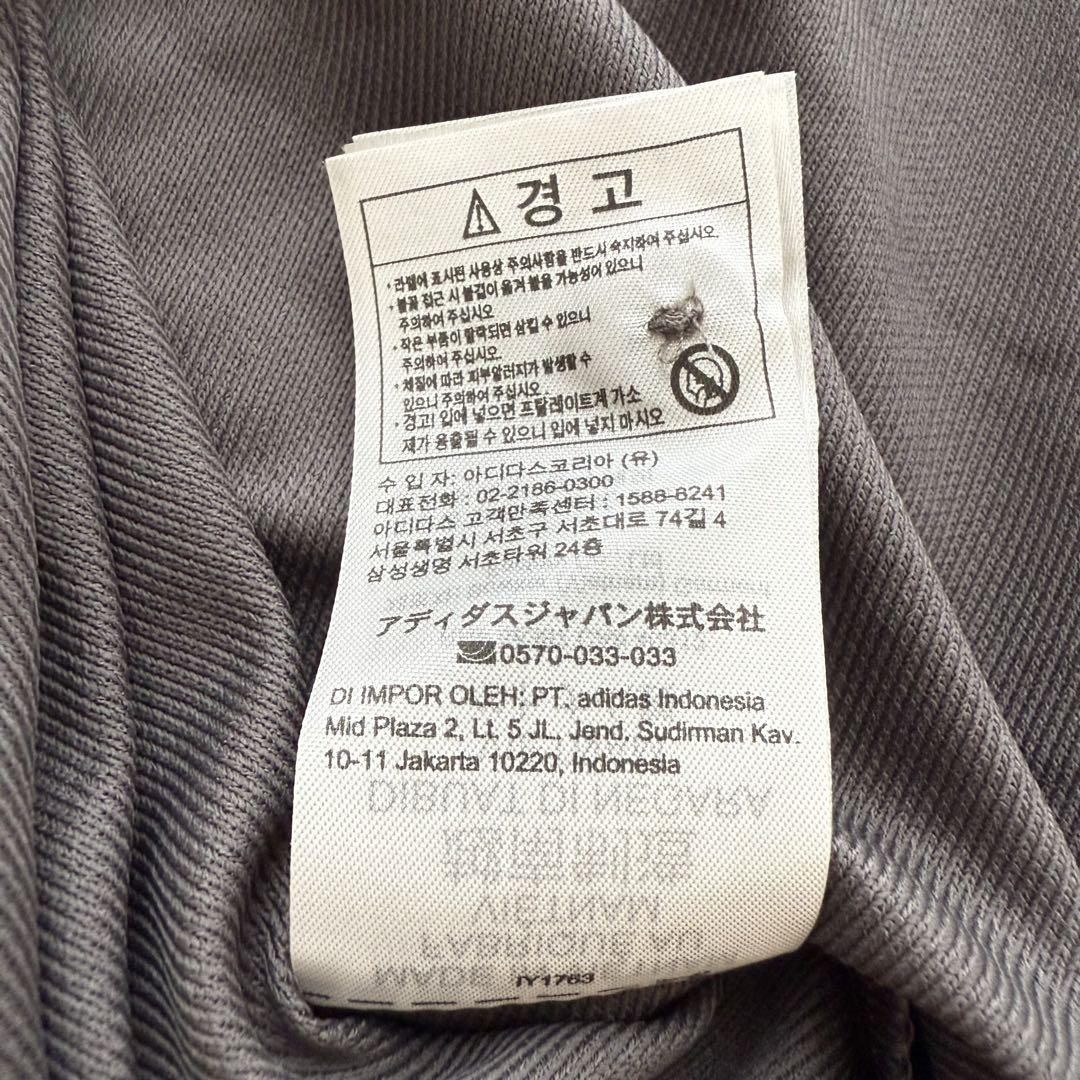 경고
· 라벨에 표시된 사용상 주의사항을 반드시 숙지하여 주십시오.
· 불꽃 접근 시 불길이 옮겨 붙을 가능성이 있으니
주의하여 주십시오
· 작은 부품이 탈락되면 삼킬 수 있으니
주의하여 주십시오.
· 체질에 따라 피부알러지가 발생할 수
있으니 주의하여 주십시오.
· 경고! 입에 넣으면 프탈레이트계 가소
제가 용출될 수 있으니 입에 넣지 마시오
수 입 자: 아디다스코리아 (유)
대표전화 : 02-2186-0300
아디다스 고객만족센터 : 1588-8241
서울특별시 서초구 서초대로 74길 4
삼성생명 서초타워 24층
アディダスジャパン株式会社
0570-033-033
DI IMPOR OLEH: PT. adidas Indonesia
Mid Plaza 2, Lt. 5 JL. Jend. Sudirman Kav.
10-11 Jakarta 10220, Indonesia
DIBUAT DI NEGARA
VIETNAM
FABRIQUE AU
MADE
IY1763